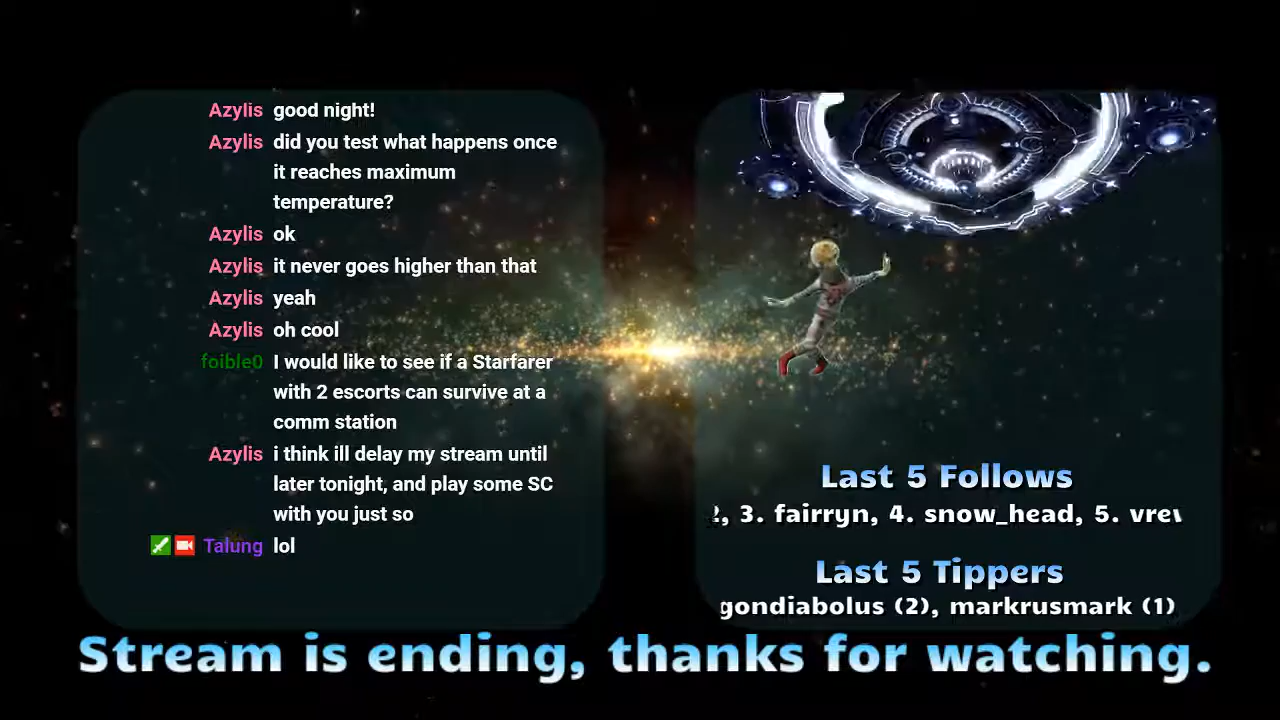 Azylis good night!
Azylis did you test what happens once
it reaches maximum
temperature?
Azylis ok
Azylis it never goes higher than that
Azylis yeah
Azylis oh cool
foible0 I would like to see if a Starfarer
with 2 escorts can survive at a
comm station
Azylis i think ill delay my stream until
later tonight, and play some SC
with you just so
Talung lol
Last 5 Follows
, 3. fairryn, 4. snow_head, 5.
Last 5 Tippers
gondiabolus (2), markrusmark (1)
Stream is ending, thanks for watching.